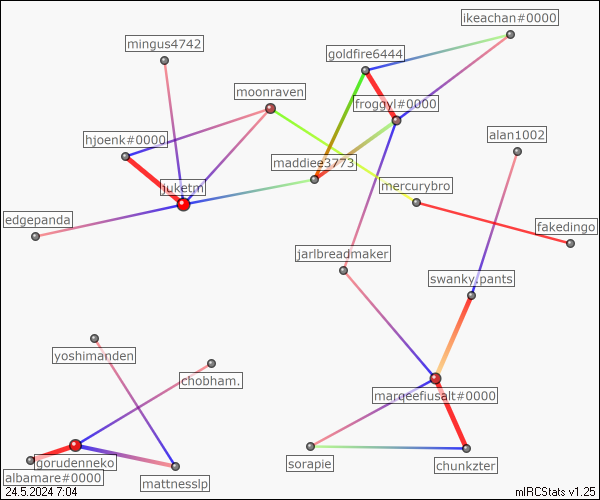 ikeachan#0000
mingus4742
goldfire6444
moonraven
froggyl#0000
hjoenk#0000
alan1002
maddiee3773
juketm
mercurybro
edgepanda
fakedingo
jarlbreadmaker
swanky.pants
yoshimanden
chobham.
marqeefiusalt#0000
gorudenneko
sorapie
chunkzter
albamare#0000
mattnesslp
24.5.2024 7:04
mIRCStats v1.25